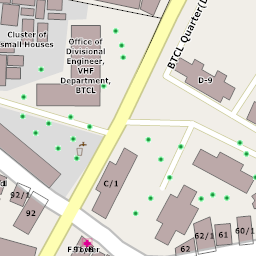 Cluster of
small Houses
Office of
Divisional
Engineer,
VHF
Department,
BTCL
BTCL Quarter(
D-9
C/1
92/1
92
62
62/1
61
60/1